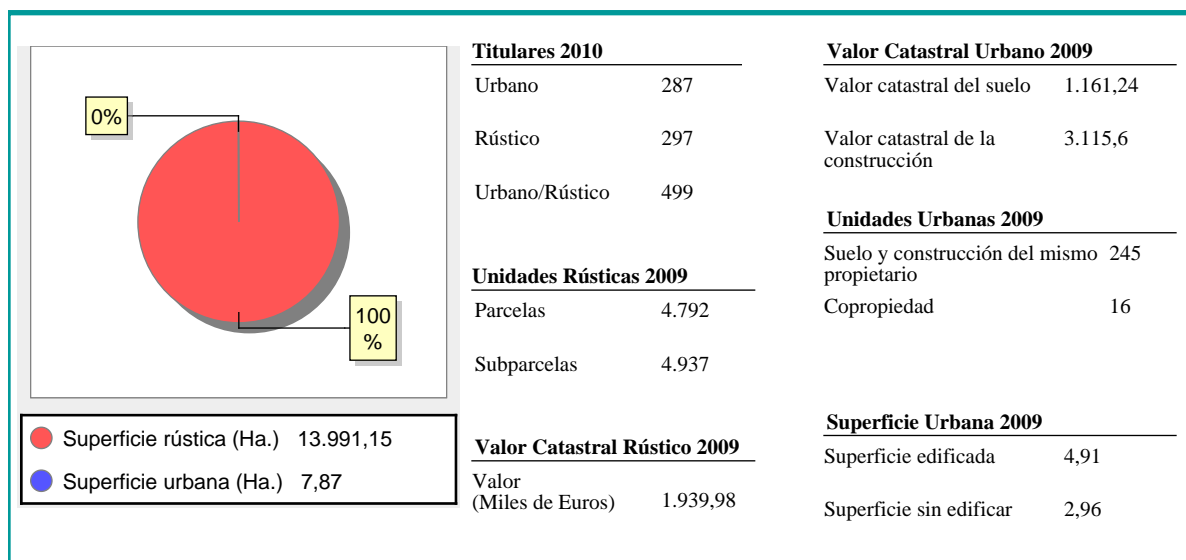 0%
100
%
Superficie rústica (Ha.) 13.991,15
Superficie urbana (Ha.) 7,87
Titulares 2010
Urbano 287
Rústico 297
Urbano/Rústico 499
Unidades Rústicas 2009
Parcelas 4.792
Subparcelas 4.937
Valor Catastral Rústico 2009
Valor
(Miles de Euros) 1.939,98
Valor Catastral Urbano 2009
Valor catastral del suelo 1.161,24
Valor catastral de la 3.115,6
construcción
Unidades Urbanas 2009
Suelo y construcción del mismo 245
propietario
Copropiedad 16
Superficie Urbana 2009
Superficie edificada 4,91
Superficie sin edificar 2,96